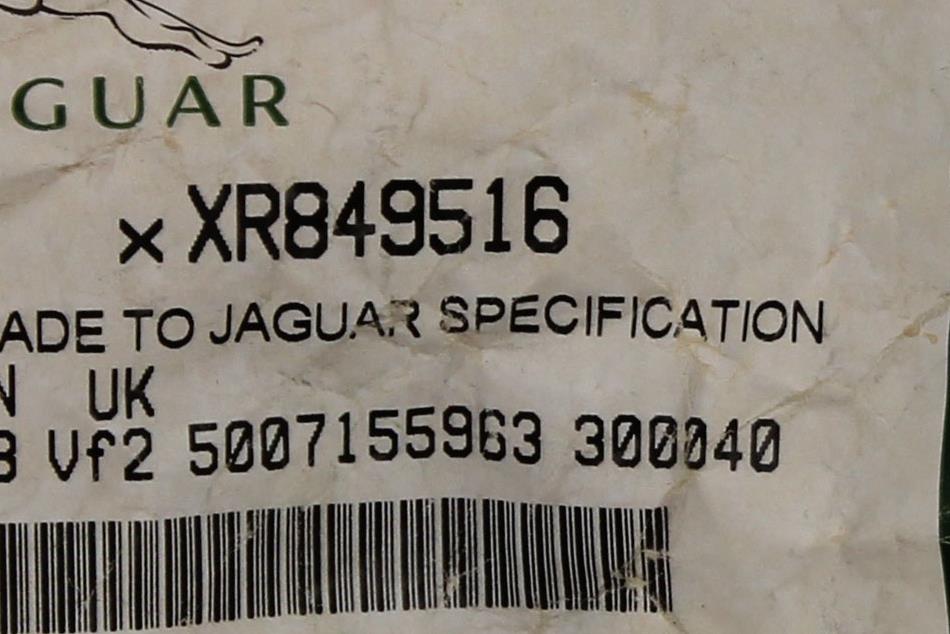 GUAR
x XR849516
ADE TO JAGUAR SPECIFICATION
N UK
3 Vf2 5007155963 300040